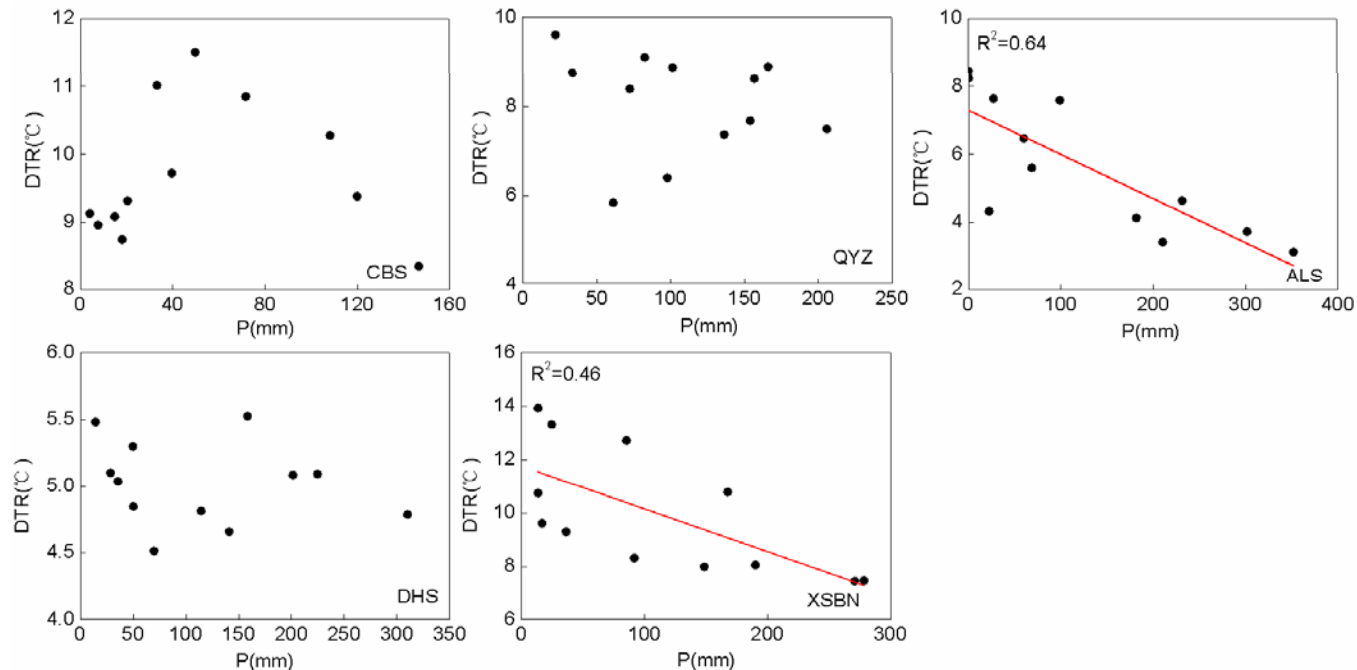 12
11
10
9
8
DTR(℃)
CBS
0 40 80 120 160
P(mm)
10
8
6
4
DTR(℃)
QYZ
0 50 100 150 200 250
P(mm)
R²=0.64
10
8
6
4
2
DTR(℃)
ALS
0 100 200 300 400
P(mm)
6.0
5.5
5.0
4.5
4.0
DTR(℃)
DHS
0 50 100 150 200 250 300 350
P(mm)
R²=0.46
16
14
12
10
8
6
DTR(℃)
XSBN
0 100 200 300
P(mm)